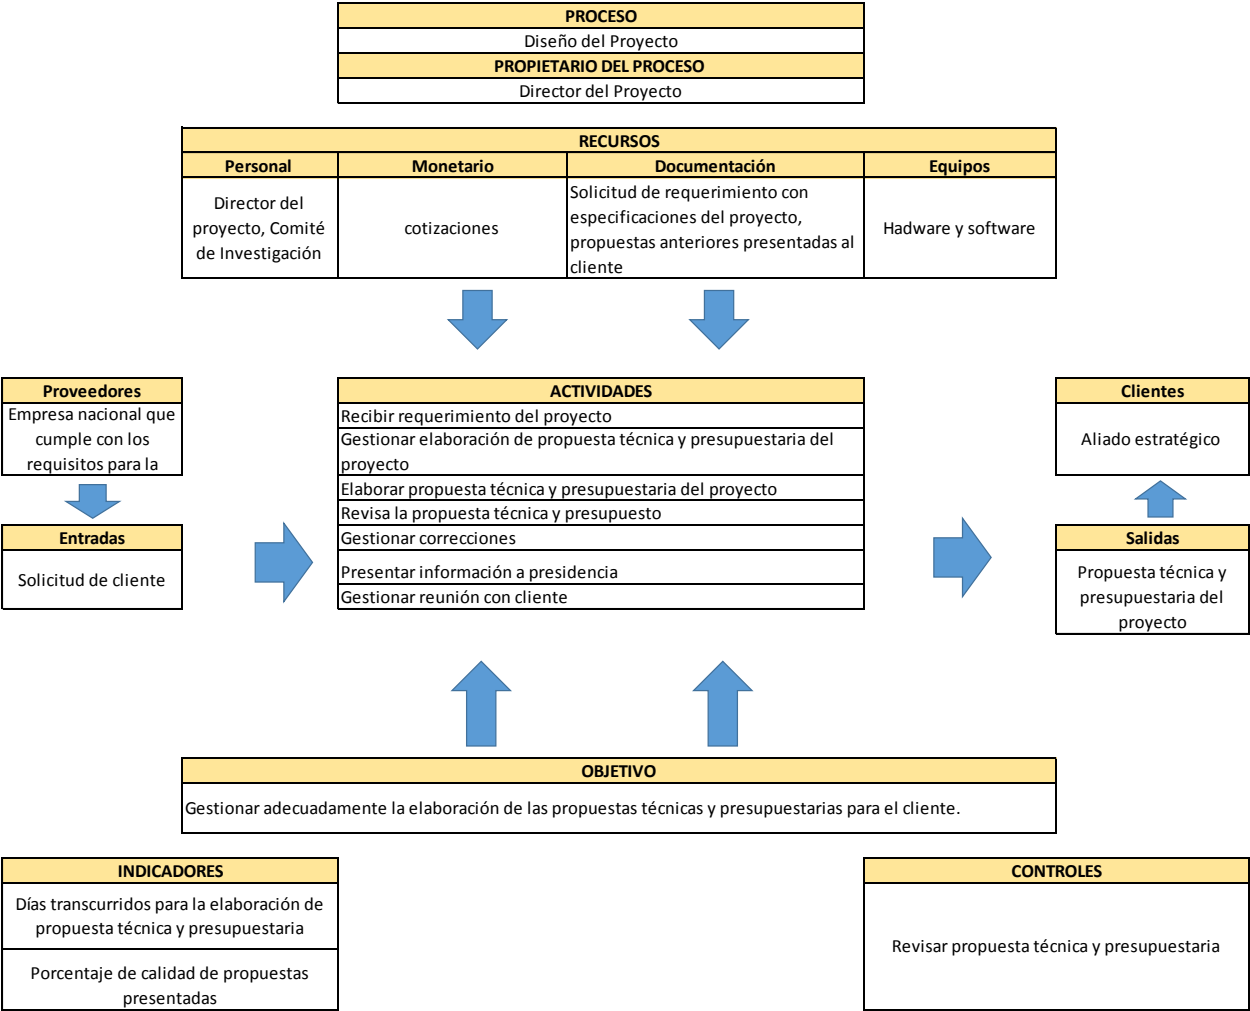 PROCESO
Diseño del Proyecto
PROPIETARIO DEL PROCESO
Director del Proyecto
RECURSOS
Personal
Monetario
Documentación
Equipos
Director del
proyecto, Comité
de Investigación
cotizaciones
Solicitud de requerimiento con
especificaciones del proyecto,
propuestas anteriores presentadas al
cliente
Hadware y software
Proveedores
Empresa nacional que
cumple con los
requisitos para la
Entradas
Solicitud de cliente
ACTIVIDADES
Recibir requerimiento del proyecto
Gestionar elaboración de propuesta técnica y presupuestaria del
proyecto
Elaborar propuesta técnica y presupuestaria del proyecto
Revisa la propuesta técnica y presupuesto
Gestionar correcciones
Presentar información a presidencia
Gestionar reunión con cliente
Clientes
Aliado estratégico
Salidas
Propuesta técnica y
presupuestaria del
proyecto
OBJETIVO
Gestionar adecuadamente la elaboración de las propuestas técnicas y presupuestarias para el cliente.
INDICADORES
Días transcurridos para la elaboración de
propuesta técnica y presupuestaria
Porcentaje de calidad de propuestas
presentadas
CONTROLES
Revisar propuesta técnica y presupuestaria